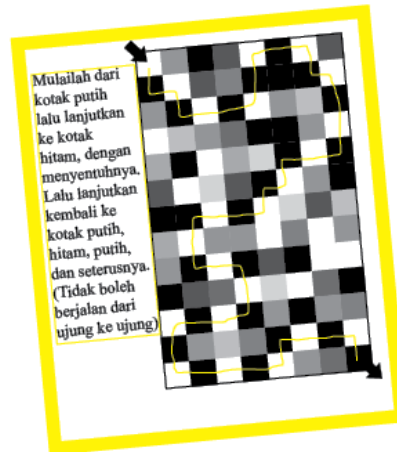 Mulailah dari
kotak putih
lalu lanjutkan
ke kotak
hitam, dengan
menyentuhnya.
Lalu lanjutkan
kembali ke
kotak putih,
hitam, putih,
dan seterusnya.
(Tidak boleh
berjalan dari
ujung ke ujung)